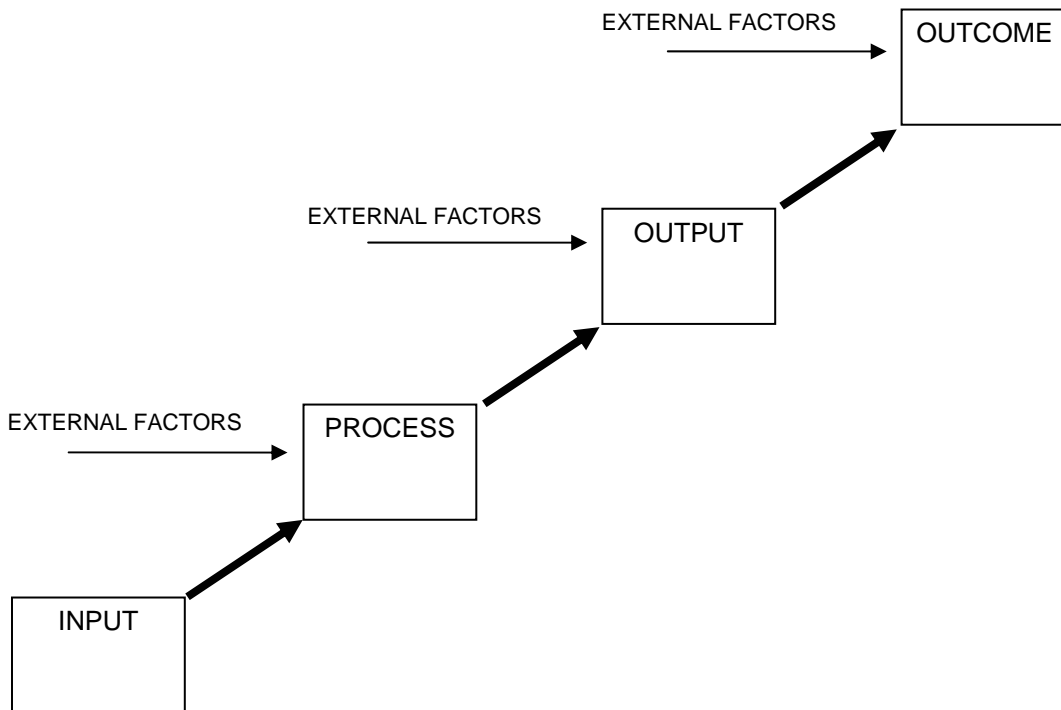 EXTERNAL FACTORS
OUTCOME
EXTERNAL FACTORS
OUTPUT
EXTERNAL FACTORS
PROCESS
INPUT